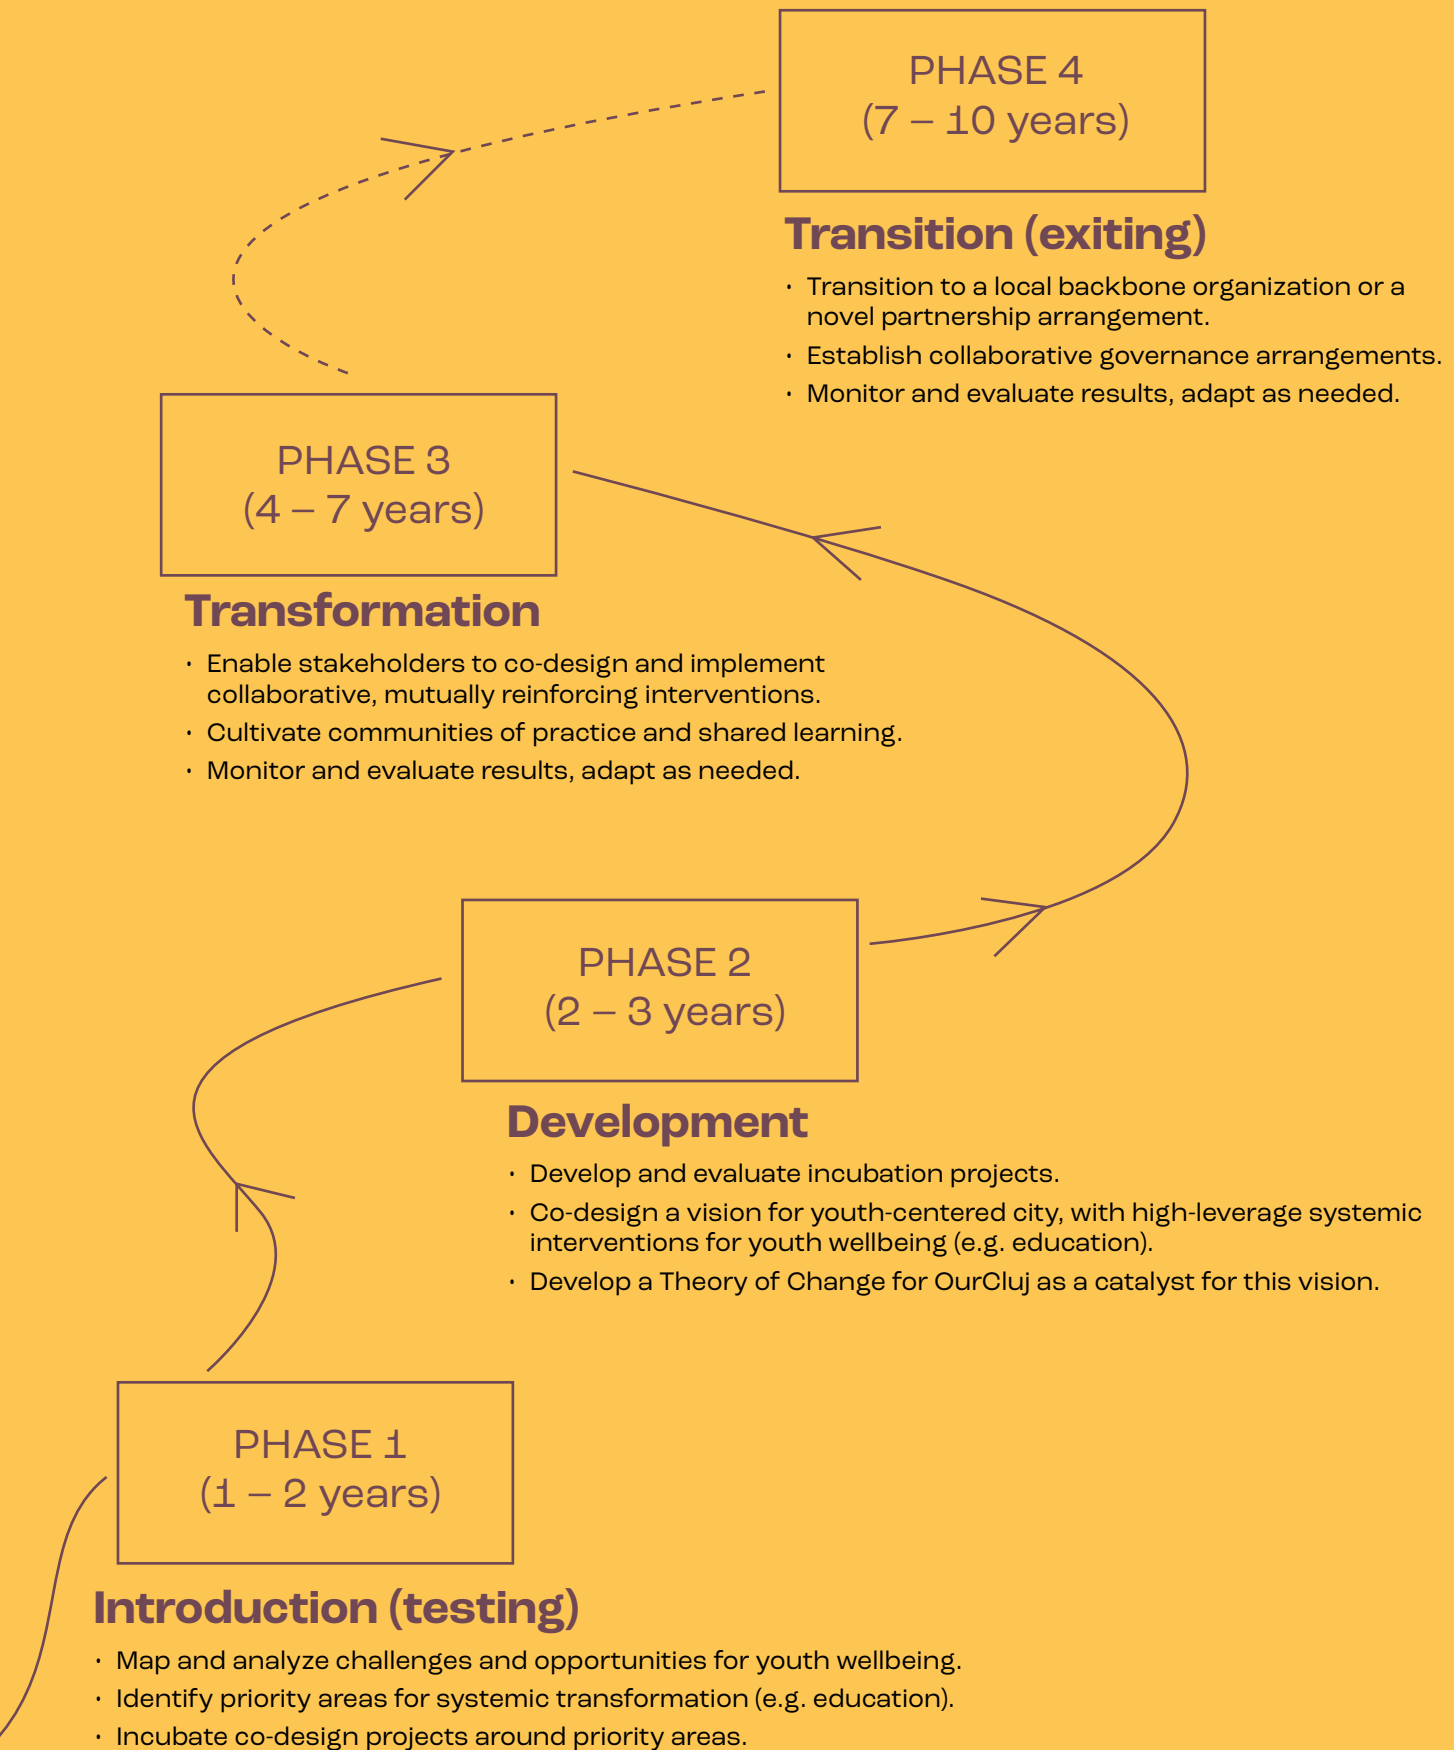 PHASE 4
(7 – 10 years)
Transition (exiting)
• Transition to a local backbone organization or a
novel partnership arrangement.
• Establish collaborative governance arrangements.
• Monitor and evaluate results, adapt as needed.
PHASE 3
(4 – 7 years)
Transformation
• Enable stakeholders to co-design and implement
collaborative, mutually reinforcing interventions.
• Cultivate communities of practice and shared learning.
• Monitor and evaluate results, adapt as needed.
PHASE 2
(2 – 3 years)
Development
• Develop and evaluate incubation projects.
• Co-design a vision for youth-centered city, with high-leverage systemic
interventions for youth wellbeing (e.g. education).
• Develop a Theory of Change for OurCluj as a catalyst for this vision.
PHASE 1
(1 – 2 years)
Introduction (testing)
• Map and analyze challenges and opportunities for youth wellbeing.
• Identify priority areas for systemic transformation (e.g. education).
• Incubate co-design projects around priority areas.